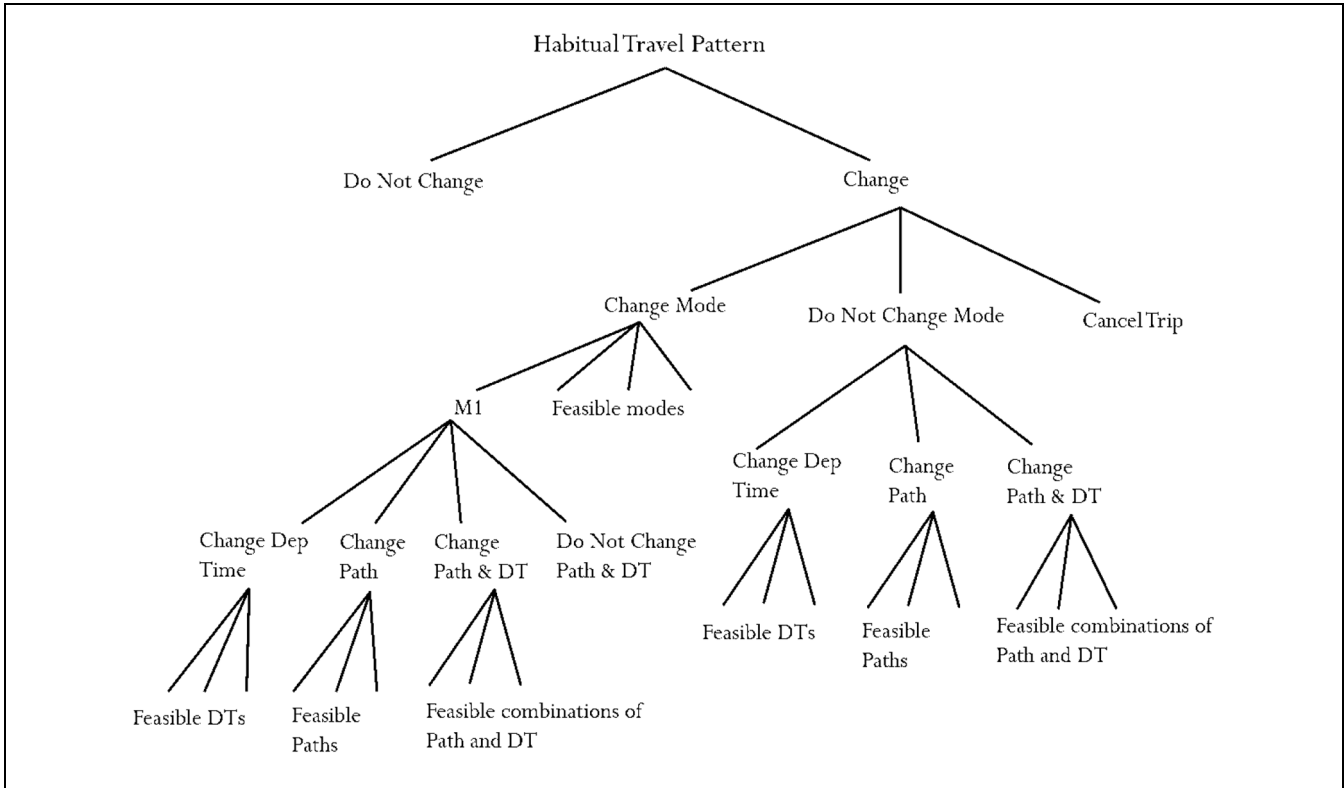 Habitual Travel Pattern
Do Not Change
Change
Change Mode
Do Not Change Mode
Cancel Trip
M1
Feasible modes
Change Dep
Time
Change
Path
Change
Path & DT
Change Dep
Time
Change
Path
Change
Path & DT
Do Not Change
Path & DT
Feasible DTs
Feasible
Paths
Feasible combinations of
Path and DT
Feasible DTs
Feasible
Paths
Feasible combinations of
Path and DT